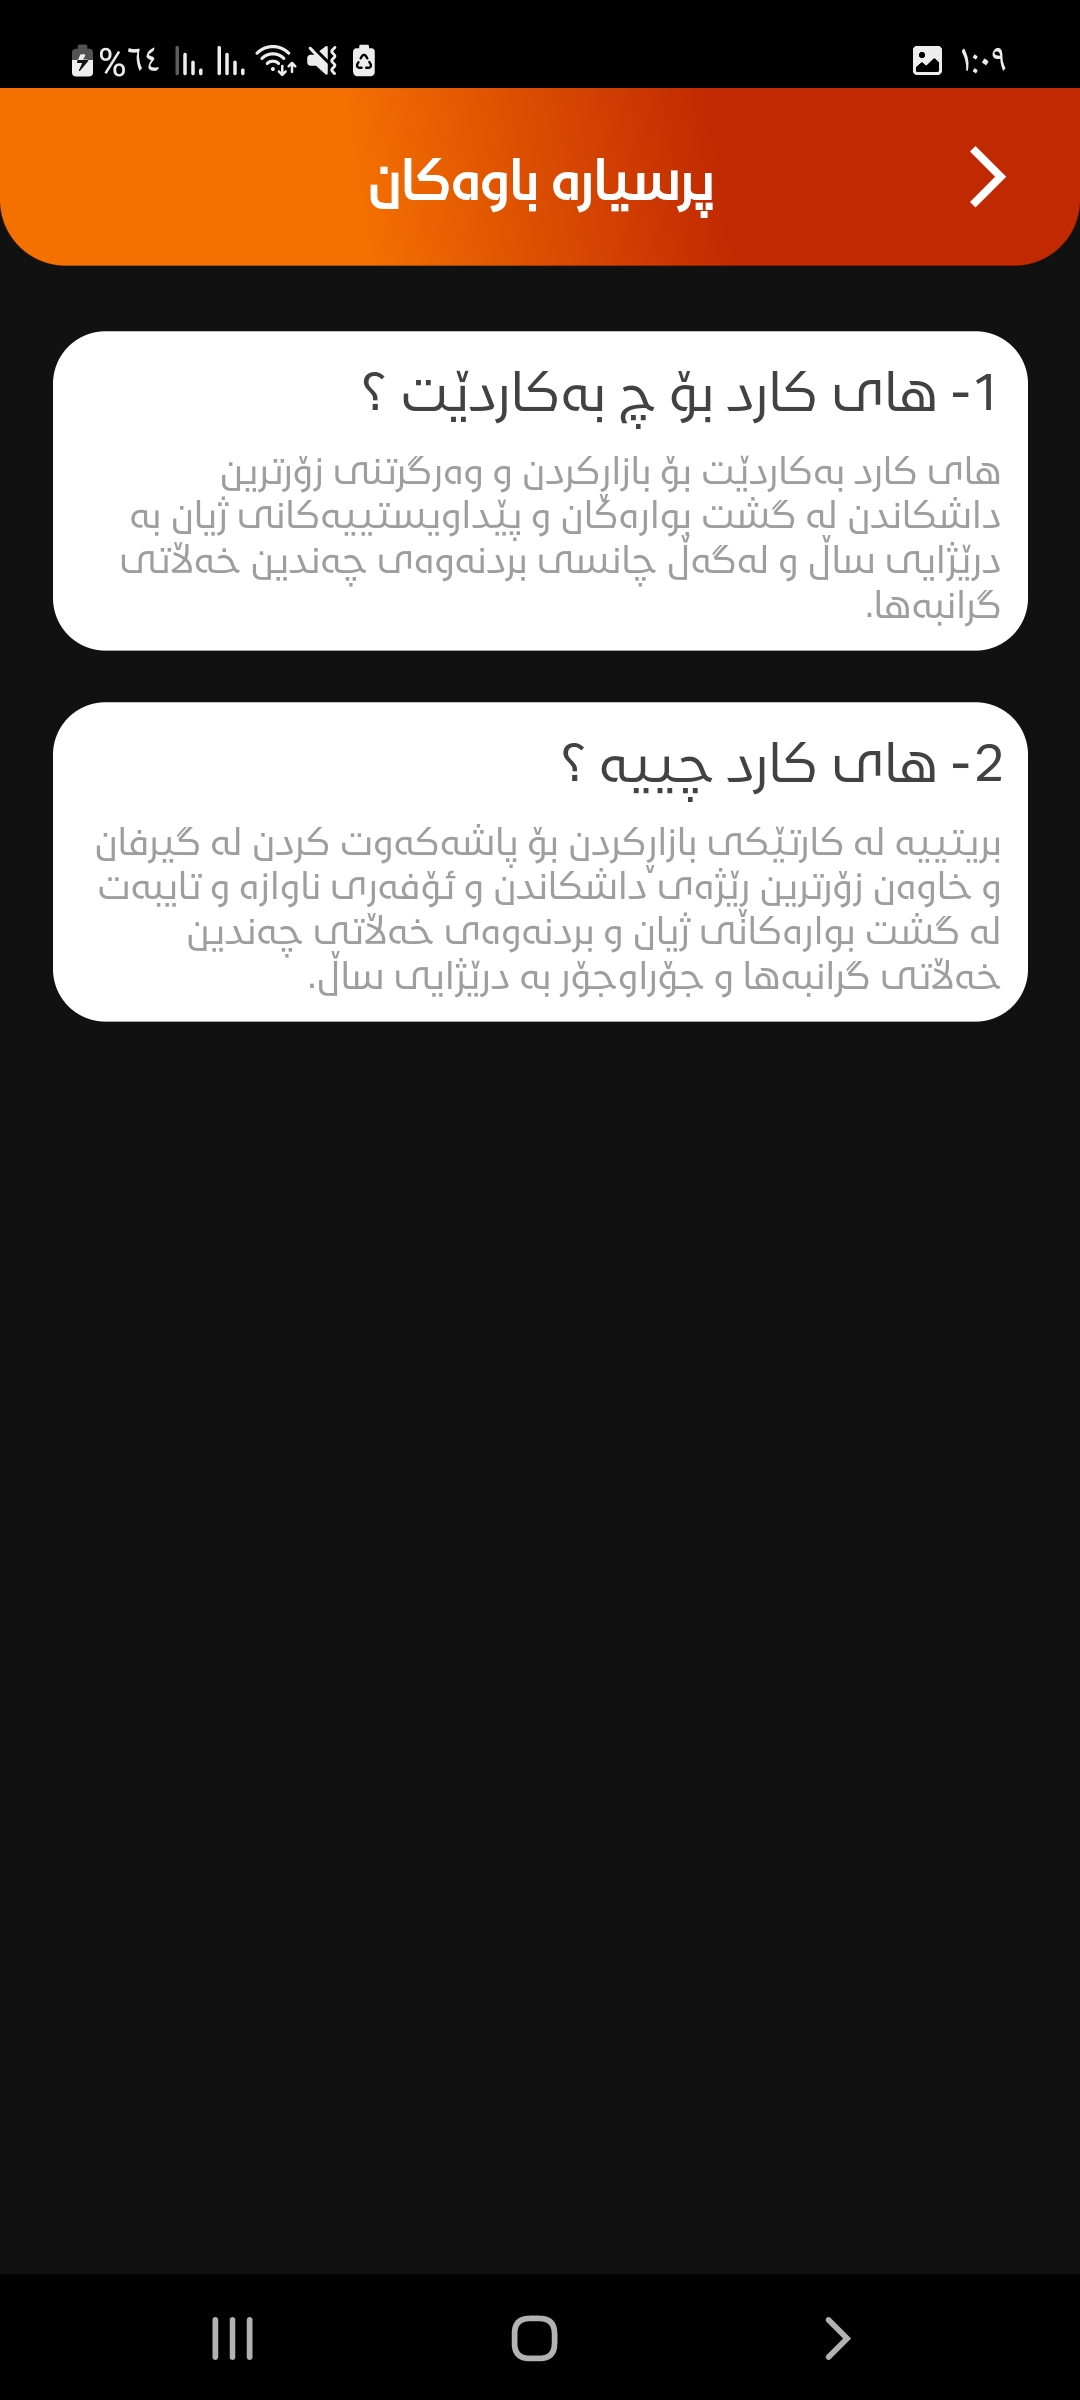 %٦٤
١:٠٩
پرسیارە باوەکان
1- های کارد بۆ چ بەکاردێت ؟
های کارد بەکاردێت بۆ بازاڕکردن و وەرگرتنی زۆرترین
داشکاندن لە گشت بوارەکان و پێداویستییەکانی ژیان بە
درێژایی ساڵ و لەگەڵ چانسی بردنەوەی چەندین خەڵاتی
گرانبەها.
2- های کارد چییە ؟
بریتییە لە کارتێکی بازاڕکردن بۆ پاشەکەوت کردن لە گیرفان
و خاوەن زۆرترین رێژەی داشکاندن و ئۆفەری ناوازە و تایبەت
لە گشت بوارەکانی ژیان و بردنەوەی خەڵاتی چەندین
خەڵاتی گرانبەها و جۆراوجۆر بە درێژایی ساڵ.